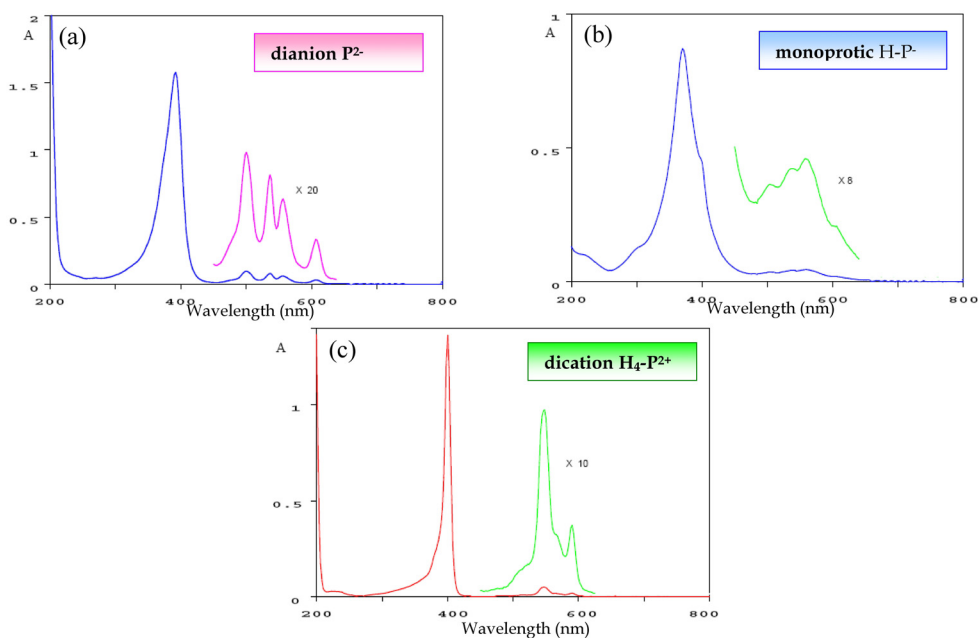 2
A
(a)
dianion P²⁻
1.5
1
X 20
0.5
0
200
400
600
800
Wavelength (nm)
1
A
(b)
monoprotic H-P⁻
0.5
X 8
0
200
400
600
800
Wavelength (nm)
A
(c)
dication H₄-P²⁺
1
X 10
0.5
0
200
400
600
800
Wavelength (nm)